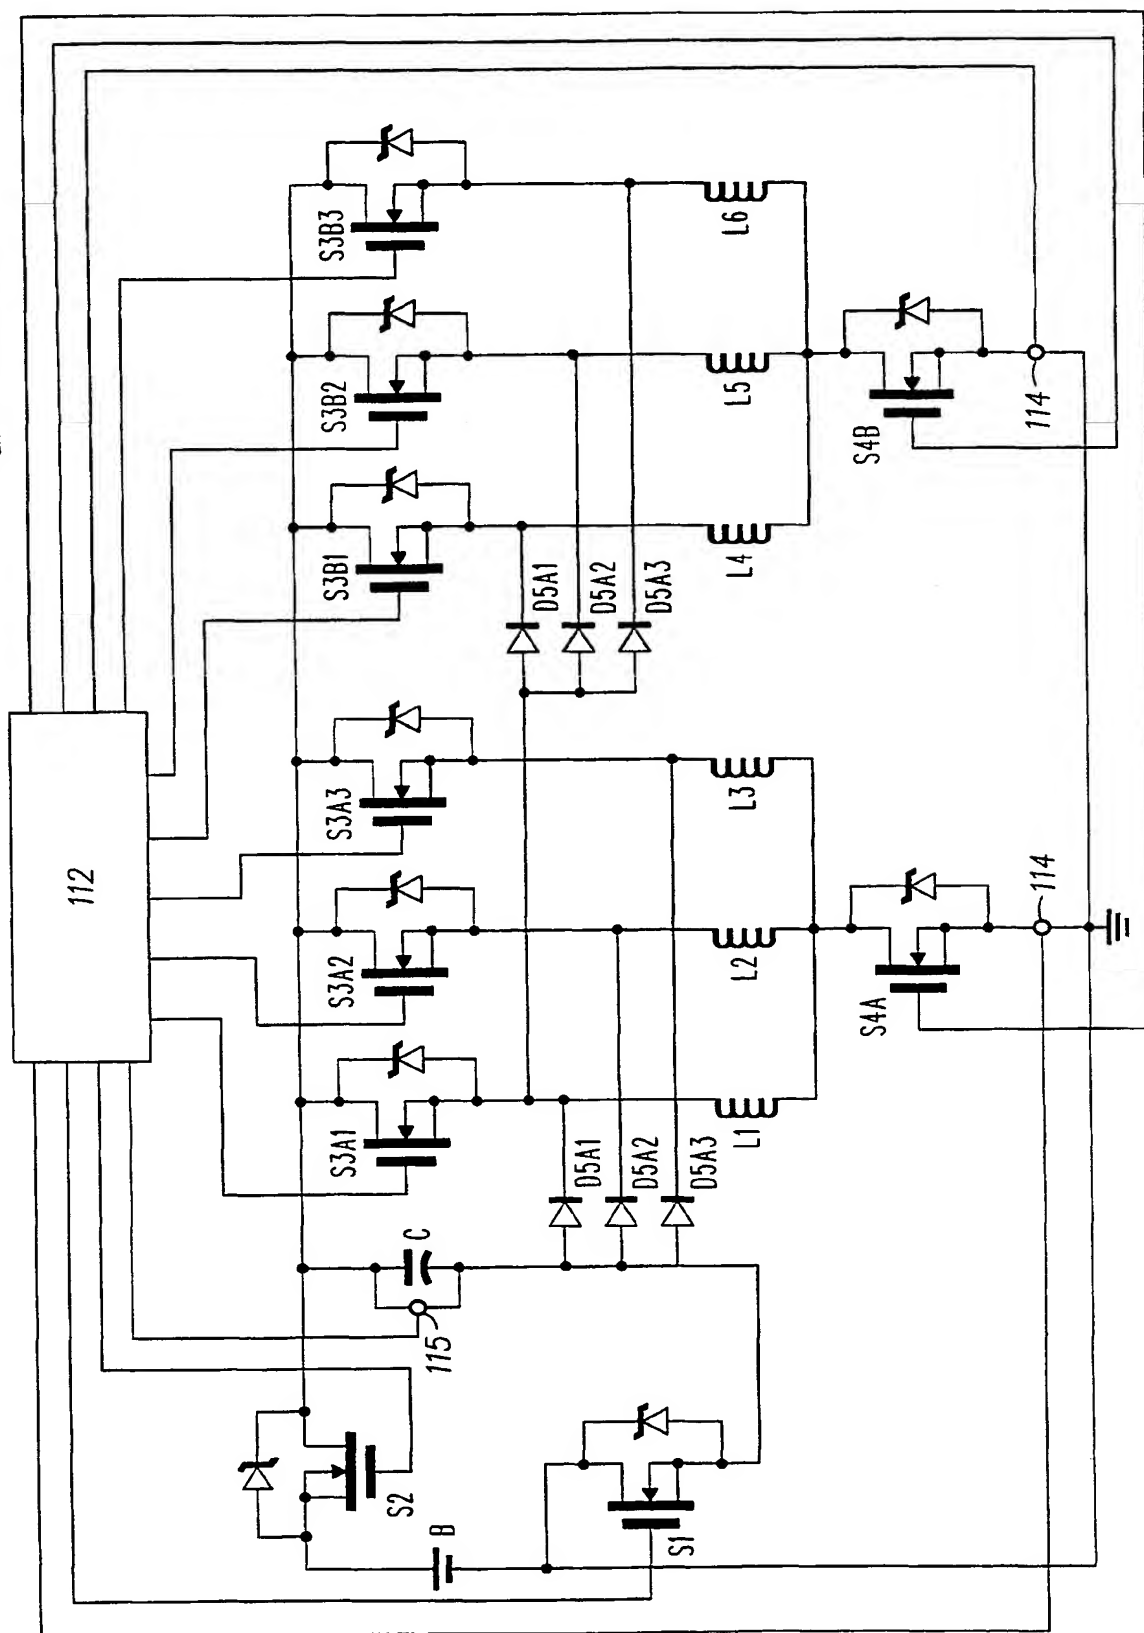 112
S3B3
S3B2
S3B1
S3A3
S3A2
S3A1
L6
L5
L4
L3
L2
L1
D5A1
D5A2
D5A3
D5A1
D5A2
D5A3
S4B
S4A
114
114
C
115
S2
B
S1